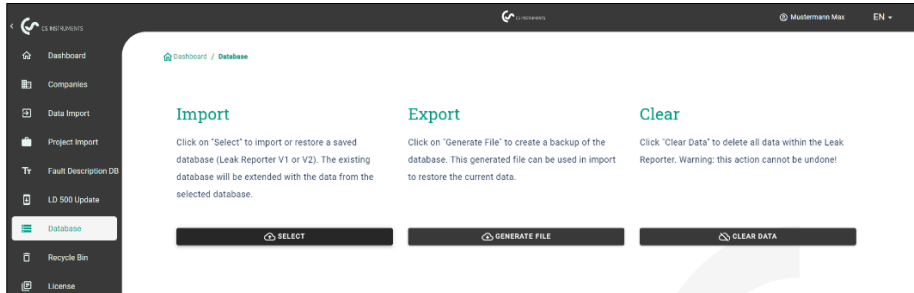 CS INSTRUMENTS
CS INSTRUMENTS
Mustermann Max
EN
Dashboard
Companies
Data Import
Project Import
Fault Description DB
LD 500 Update
Database
Recycle Bin
License
Dashboard / Database
Import
Click on "Select" to import or restore a saved
database (Leak Reporter V1 or V2). The existing
database will be extended with the data from the
selected database.
SELECT
Export
Click on "Generate File" to create a backup of the
database. This generated file can be used in import
to restore the current data.
GENERATE FILE
Clear
Click "Clear Data" to delete all data within the Leak
Reporter. Warning: this action cannot be undone!
CLEAR DATA